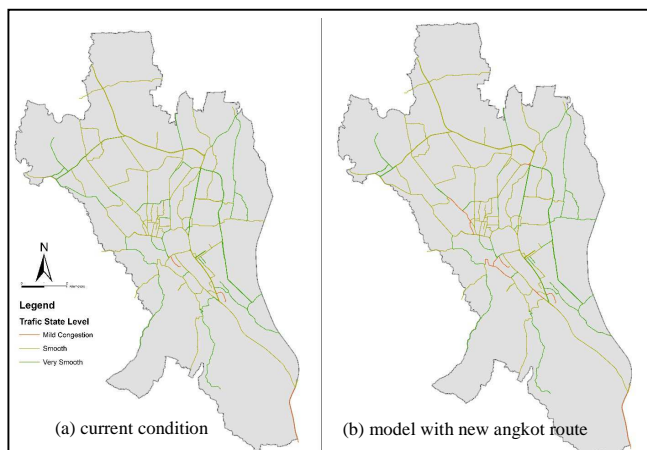 N
Legend
Trafic State Level
Mild Congestion
Smooth
Very Smooth
(a) current condition
(b) model with new angkot route